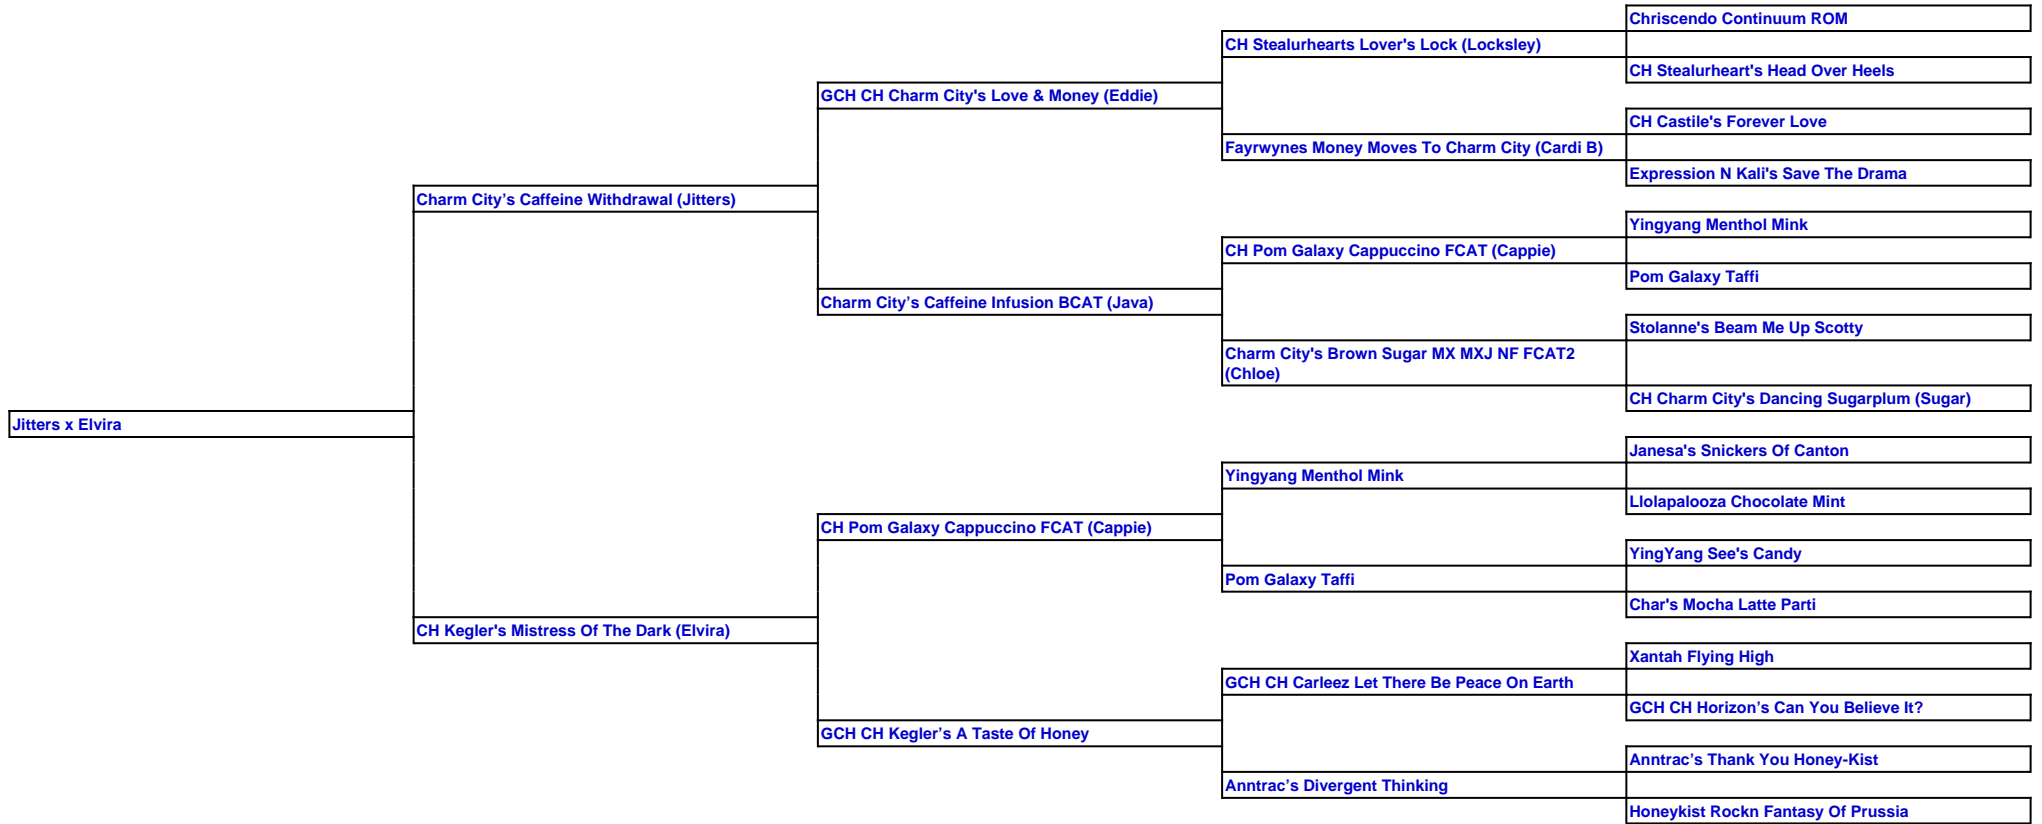 Chriscendo Continuum ROM
CH Stealurhearts Lover's Lock (Locksley)
CH Stealurheart's Head Over Heels
GCH CH Charm City's Love & Money (Eddie)
CH Castile's Forever Love
Fayrwynes Money Moves To Charm City (Cardi B)
Expression N Kali's Save The Drama
Charm City’s Caffeine Withdrawal (Jitters)
Yingyang Menthol Mink
CH Pom Galaxy Cappuccino FCAT (Cappie)
Pom Galaxy Taffi
Charm City’s Caffeine Infusion BCAT (Java)
Stolanne's Beam Me Up Scotty
Charm City's Brown Sugar MX MXJ NF FCAT2
(Chloe)
CH Charm City's Dancing Sugarplum (Sugar)
Jitters x Elvira
Janesa's Snickers Of Canton
Yingyang Menthol Mink
Llolapalooza Chocolate Mint
CH Pom Galaxy Cappuccino FCAT (Cappie)
YingYang See's Candy
Pom Galaxy Taffi
Char's Mocha Latte Parti
CH Kegler's Mistress Of The Dark (Elvira)
Xantah Flying High
GCH CH Carleez Let There Be Peace On Earth
GCH CH Horizon’s Can You Believe It?
GCH CH Kegler’s A Taste Of Honey
Anntrac’s Thank You Honey-Kist
Anntrac’s Divergent Thinking
Honeykist Rockn Fantasy Of Prussia